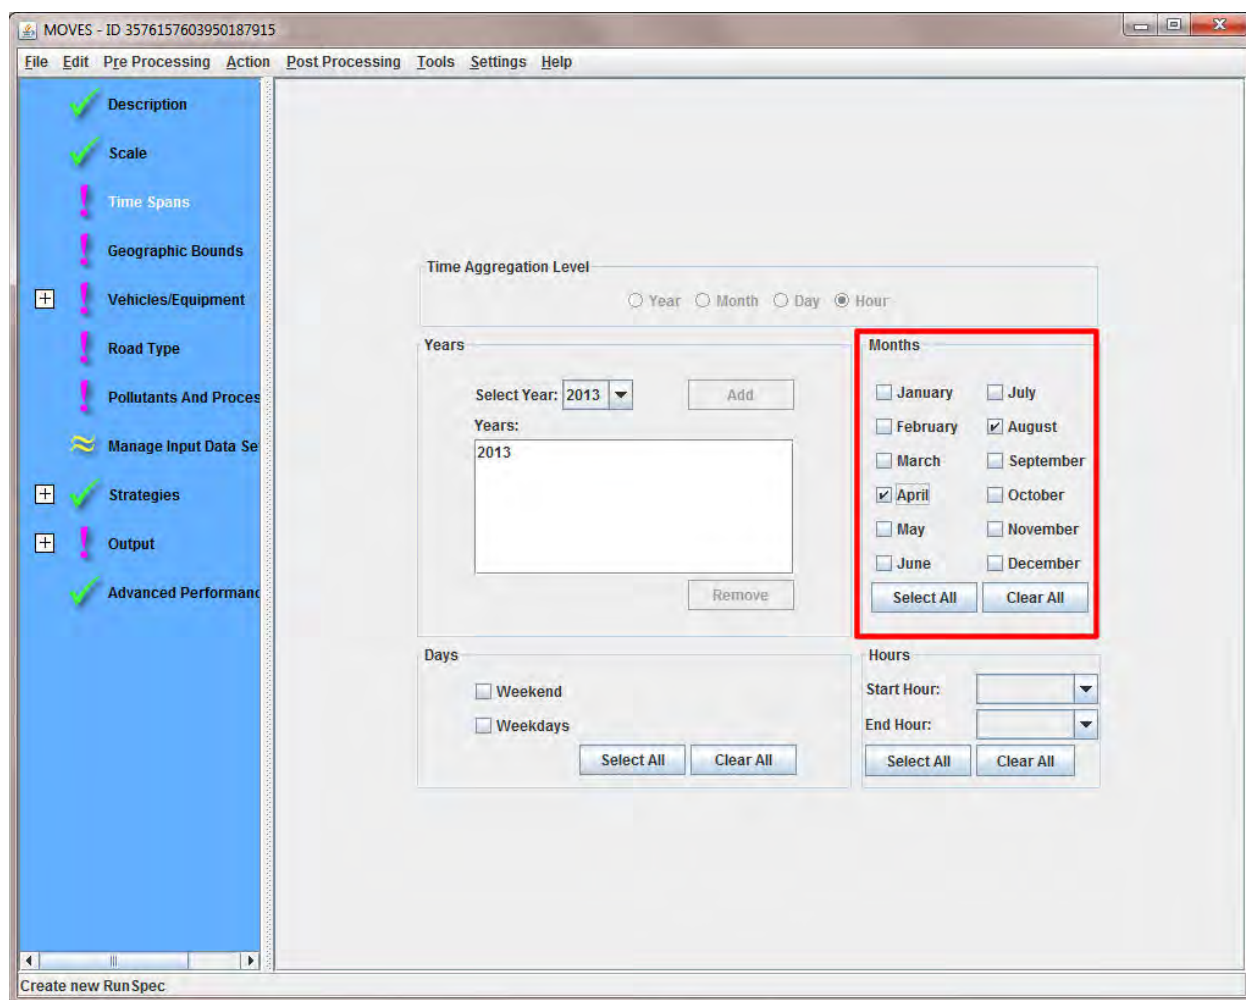 MOVES - ID 3576157603950187915
File Edit Pre Processing Action Post Processing Tools Settings Help
Description
Scale
Time Spans
Geographic Bounds
Vehicles/Equipment
Road Type
Pollutants And Proces
Manage Input Data Se
Strategies
Output
Advanced Performanc
Time Aggregation Level
Year Month Day Hour
Years
Select Year: 2013 Add
Years:
2013
Remove
Months
January July
February August
March September
April October
May November
June December
Select All Clear All
Days
Weekend
Weekdays
Select All Clear All
Hours
Start Hour:
End Hour:
Select All Clear All
Create new RunSpec